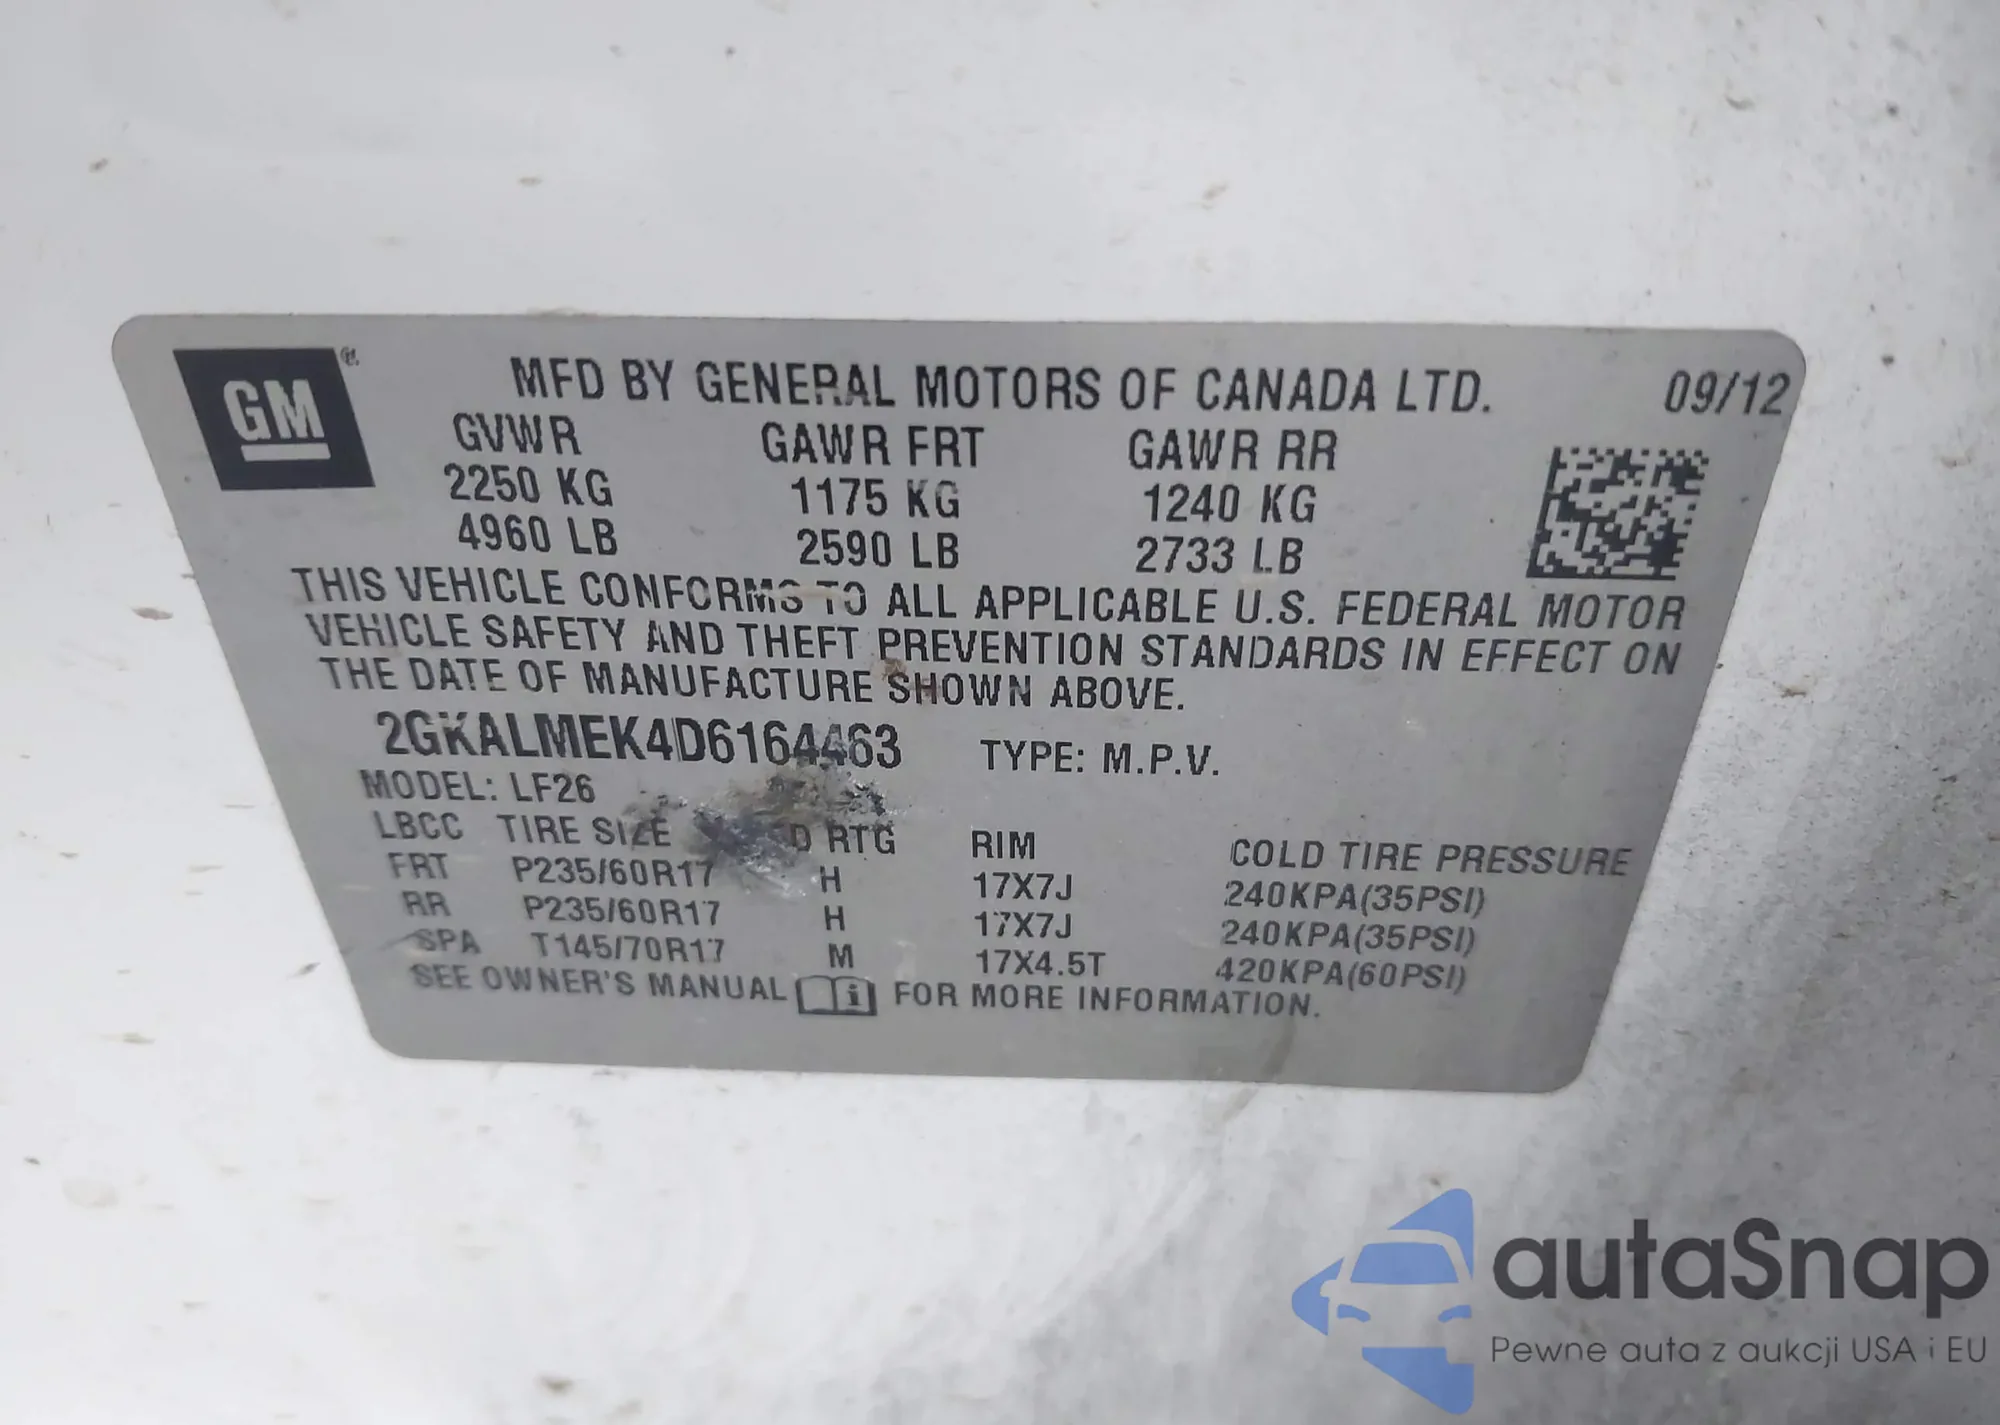 GM
MFD BY GENERAL MOTORS OF CANADA LTD. 09/12
GVWR GAWR FRT GAWR RR
2250 KG 1175 KG 1240 KG
4960 LB 2590 LB 2733 LB
THIS VEHICLE CONFORMS TO ALL APPLICABLE U.S. FEDERAL MOTOR
VEHICLE SAFETY AND THEFT PREVENTION STANDARDS IN EFFECT ON
THE DATE OF MANUFACTURE SHOWN ABOVE.
2GKALMEK4D6164463 TYPE: M.P.V.
MODEL: LF26
LBCC TIRE SIZE RTG RIM COLD TIRE PRESSURE
FRT P235/60R17 H 17X7J 240KPA(35PSI)
RR P235/60R17 H 17X7J 240KPA(35PSI)
SPA T145/70R17 M 17X4.5T 420KPA(60PSI)
SEE OWNER'S MANUAL i FOR MORE INFORMATION.
autaSnap
Pewne auta z aukcji USA i EU